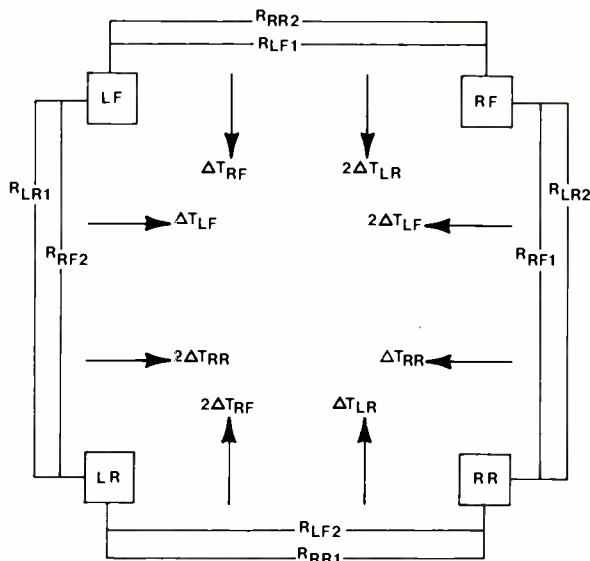 RRR2
RLF1
LF
RF
ΔTRF
2ΔTLR
RLR1
RLR2
ΔTLF
2ΔTLF
RRF2
RRF1
2ΔTRR
ΔTRR
2ΔTRF
ΔTLR
LR
RR
RLF2
RRR1